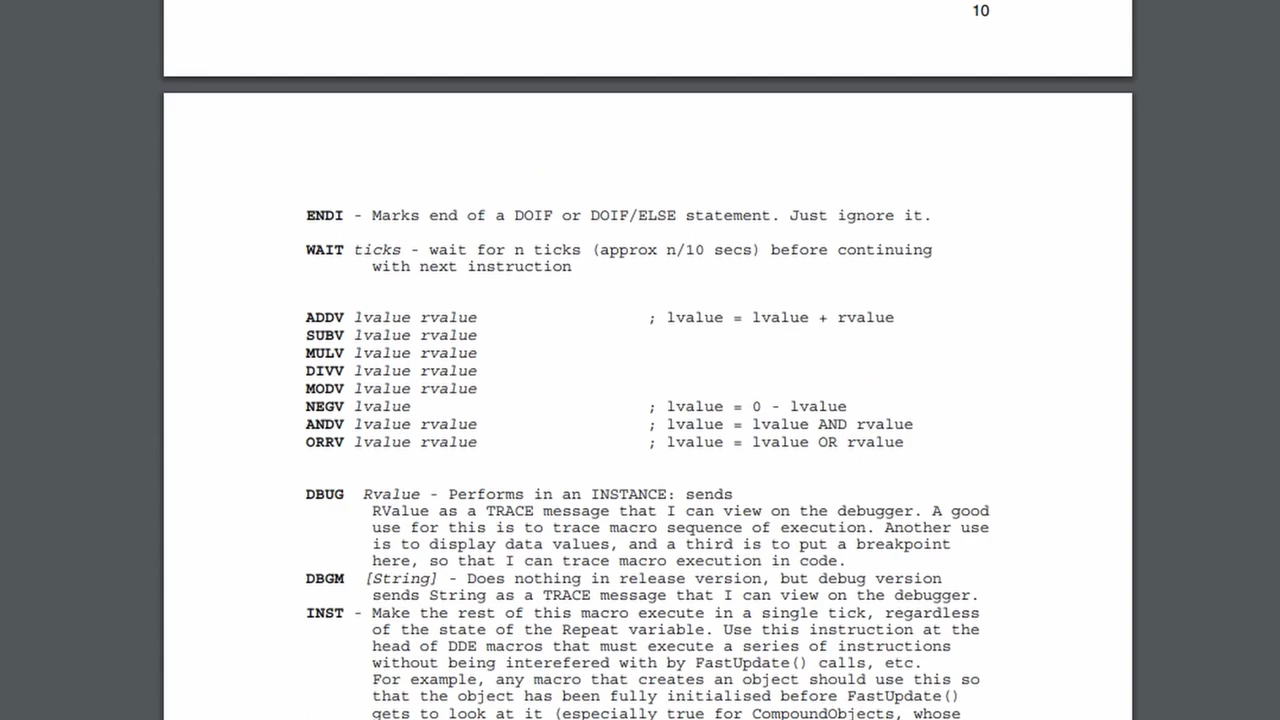 10
ENDI - Marks end of a DOIF or DOIF/ELSE statement. Just ignore it.
WAIT ticks - wait for n ticks (approx n/10 secs) before continuing
with next instruction
ADDV lvalue rvalue ; lvalue = lvalue + rvalue
SUBV lvalue rvalue
MULV lvalue rvalue
DIVV lvalue rvalue
MODV lvalue rvalue
NEGV lvalue ; lvalue = 0 - lvalue
ANDV lvalue rvalue ; lvalue = lvalue AND rvalue
ORRV lvalue rvalue ; lvalue = lvalue OR rvalue
DBUG Rvalue - Performs in an INSTANCE: sends
RValue as a TRACE message that I can view on the debugger. A good
use for this is to trace macro sequence of execution. Another use
is to display data values, and a third is to put a breakpoint
here, so that I can trace macro execution in code.
DBGM [String] - Does nothing in release version, but debug version
sends String as a TRACE message that I can view on the debugger.
INST - Make the rest of this macro execute in a single tick, regardless
of the state of the Repeat variable. Use this instruction at the
head of DDE macros that must execute a series of instructions
without being interefered with by FastUpdate() calls, etc.
For example, any macro that creates an object should use this so
that the object has been fully initialised before FastUpdate()
gets to look at it (especially true for CompoundObjects, whose